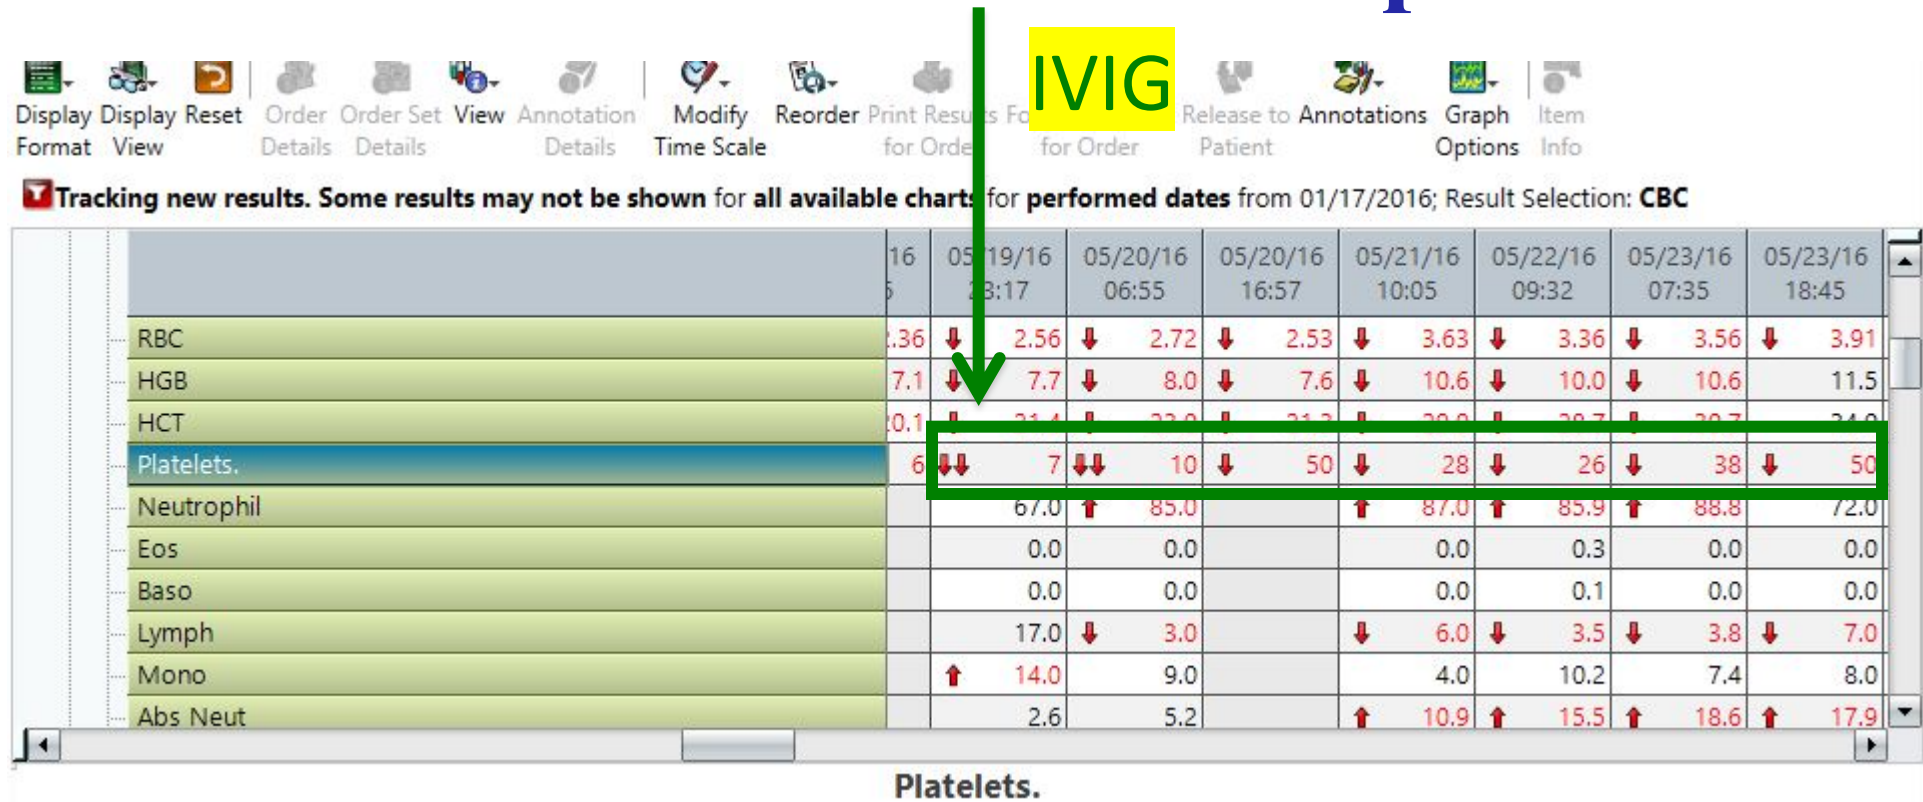 IVIG
Display Display Reset Order Order Set View Annotation Modify Reorder Print Results Fo Release to Annotations Graph Item
Format View Details Details Details Time Scale for Orde for Order Patient Options Info
Tracking new results. Some results may not be shown for all available charts for performed dates from 01/17/2016; Result Selection: CBC
16 05/19/16 05/20/16 05/20/16 05/21/16 05/22/16 05/23/16 05/23/16
23:17 06:55 16:57 10:05 09:32 07:35 18:45
RBC .36 2.56 2.72 2.53 3.63 3.36 3.56 3.91
HGB 7.1 7.7 8.0 7.6 10.6 10.0 10.6 11.5
HCT 0.1
Platelets. 6 7 10 50 28 26 38 50
Neutrophil 67.0 85.0 87.0 85.9 88.8 72.0
Eos 0.0 0.0 0.0 0.3 0.0 0.0
Baso 0.0 0.0 0.0 0.1 0.0 0.0
Lymph 17.0 3.0 6.0 3.5 3.8 7.0
Mono 14.0 9.0 4.0 10.2 7.4 8.0
Abs Neut 2.6 5.2 10.9 15.5 18.6 17.9
Platelets.